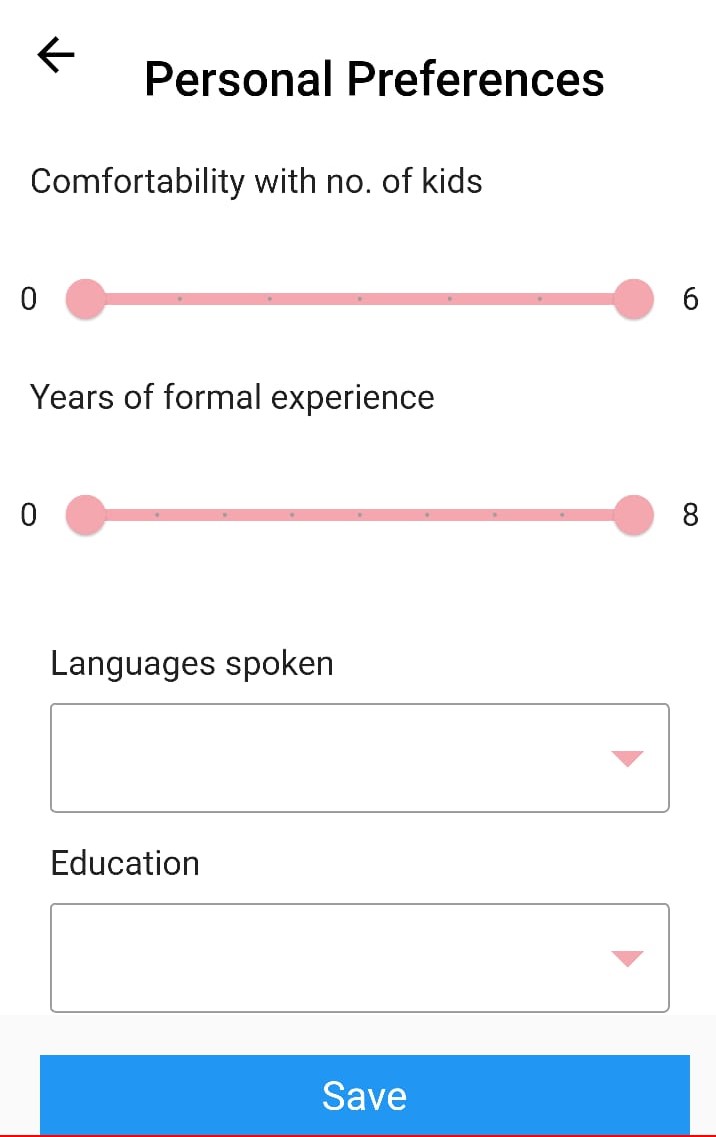 Personal Preferences
Comfortability with no. of kids
0 6
Years of formal experience
0 8
Languages spoken
Education
Save